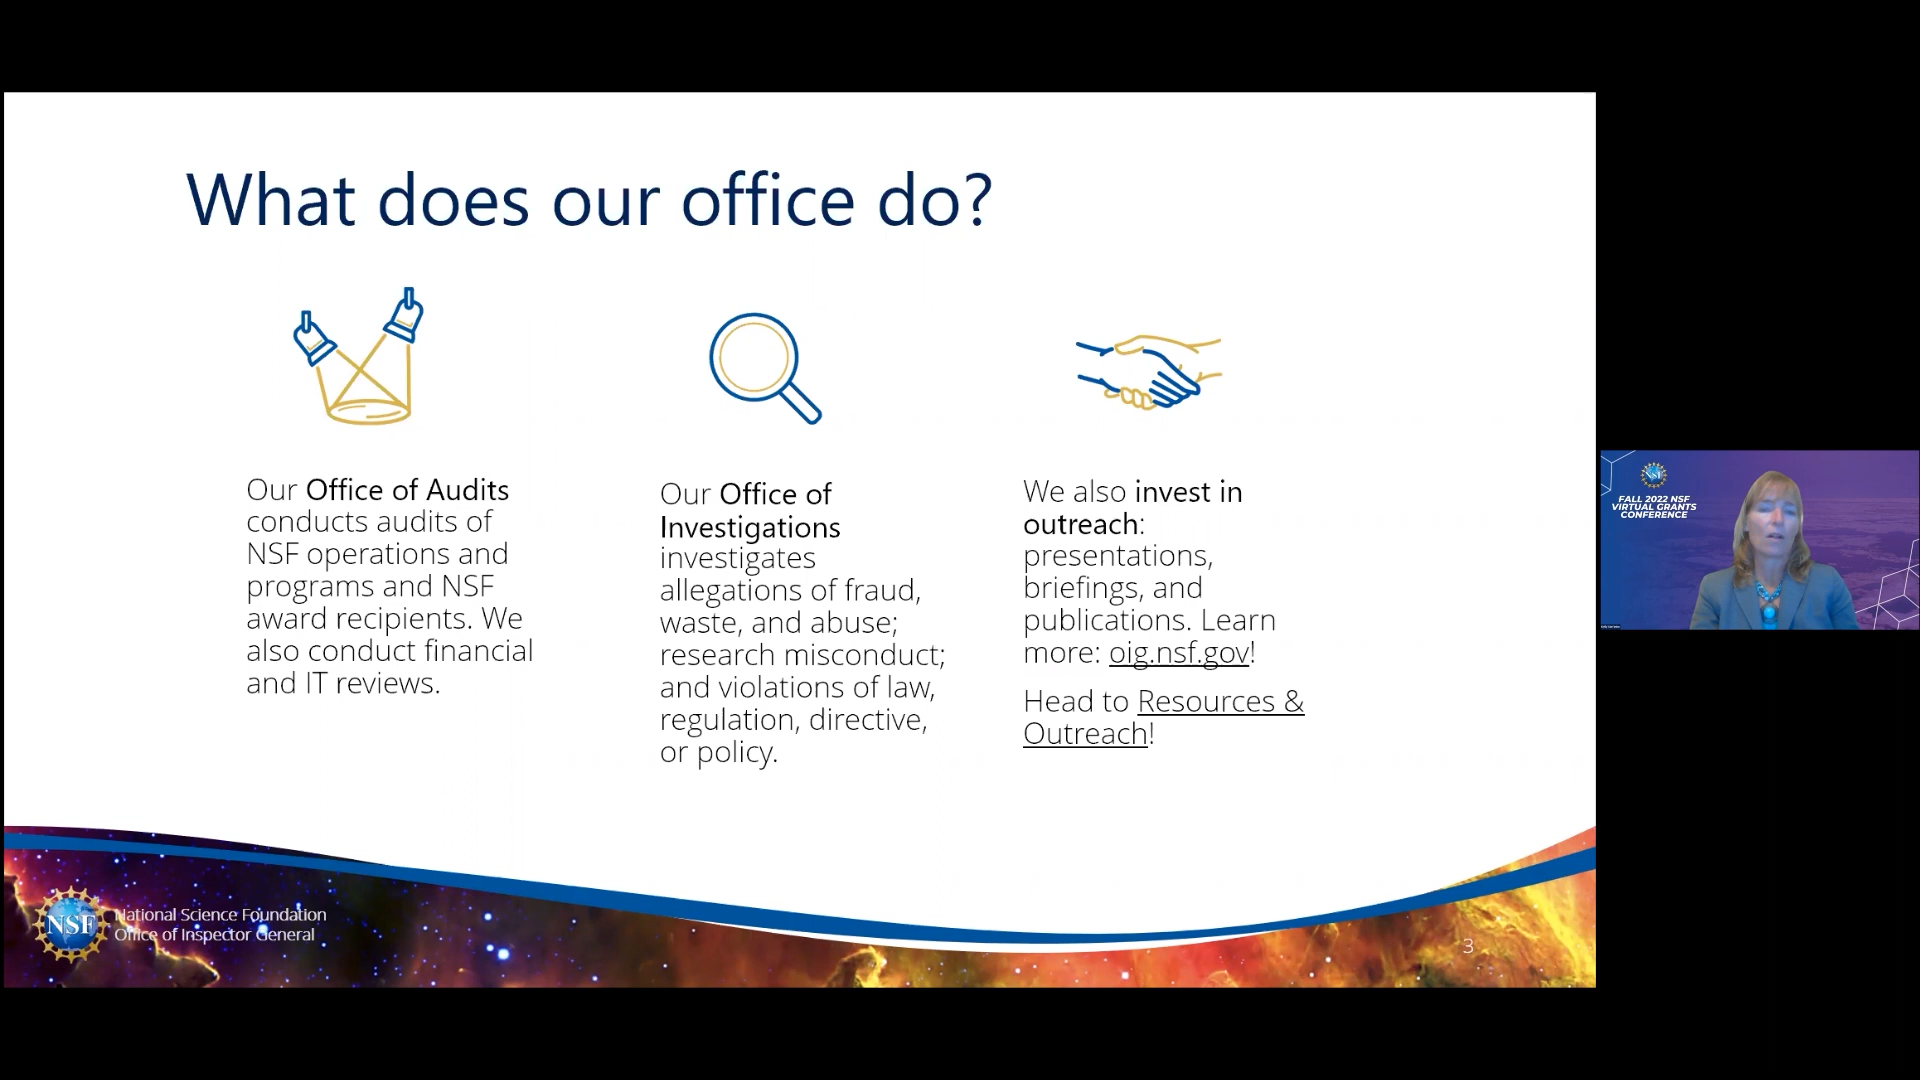 What does our office do?
Our Office of Audits
conducts audits of
NSF operations and
programs and NSF
award recipients. We
also conduct financial
and IT reviews.
Our Office of
Investigations
investigates
allegations of fraud,
waste, and abuse;
research misconduct;
and violations of law,
regulation, directive,
or policy.
We also invest in
outreach:
presentations,
briefings, and
publications. Learn
more: oig.nsf.gov!
Head to Resources &
Outreach!
NSF
National Science Foundation
Office of Inspector General
3
FALL 2022 NSF
VIRTUAL GRANTS
CONFERENCE